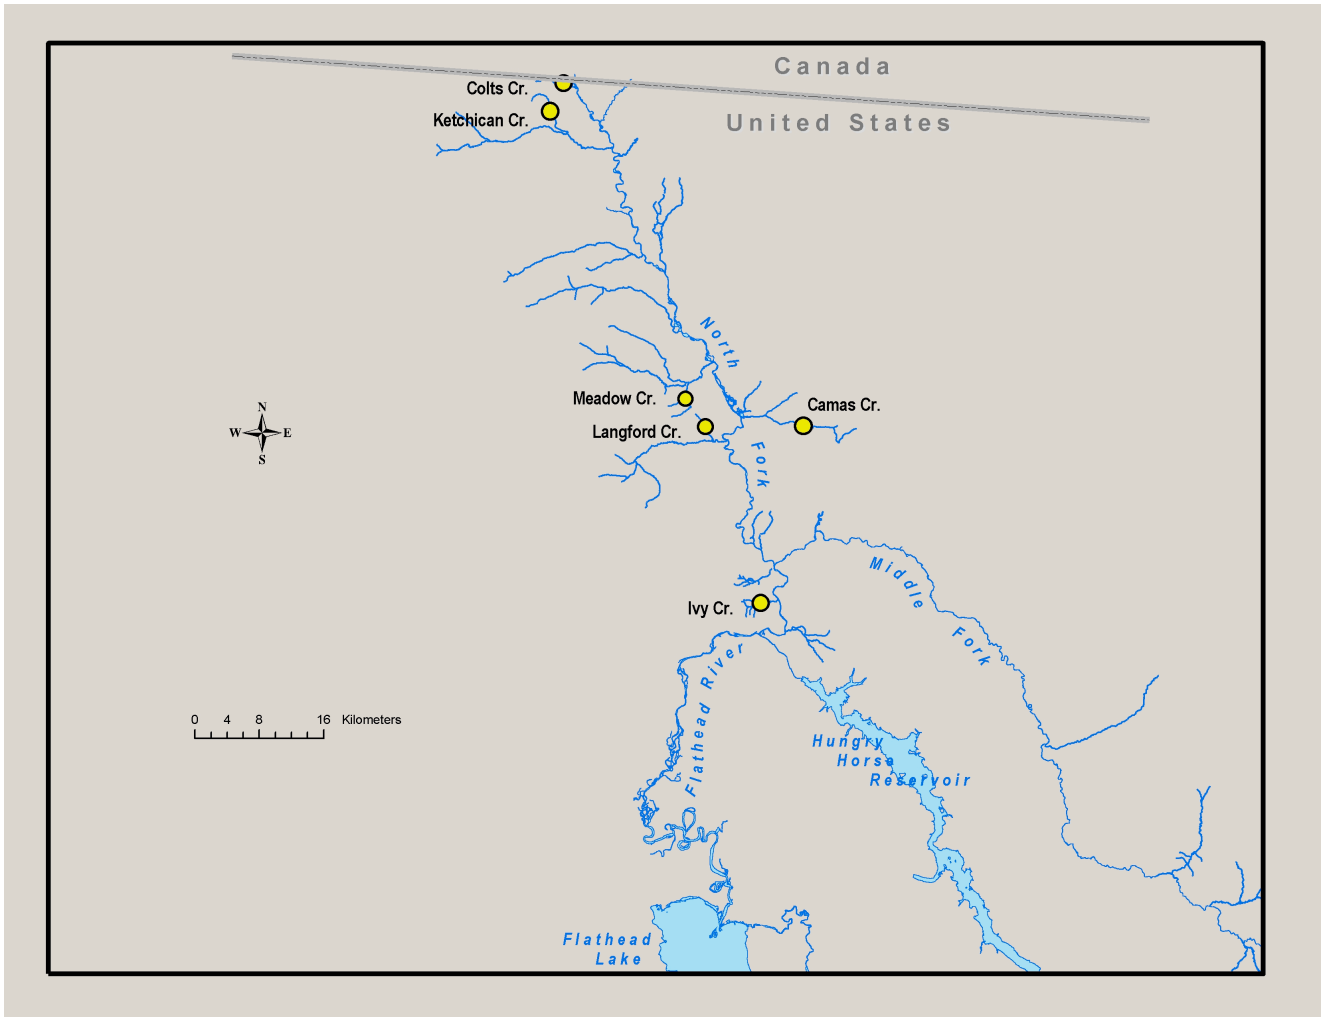 Canada
Colts Cr.
United States
Ketchican Cr.
North
Meadow Cr.
Camas Cr.
Langford Cr.
N
W E
S
Fork
Middle
Fork
Ivy Cr.
Flathead River
0 4 8 16 Kilometers
Hungry
Horse
Reservoir
Flathead
Lake